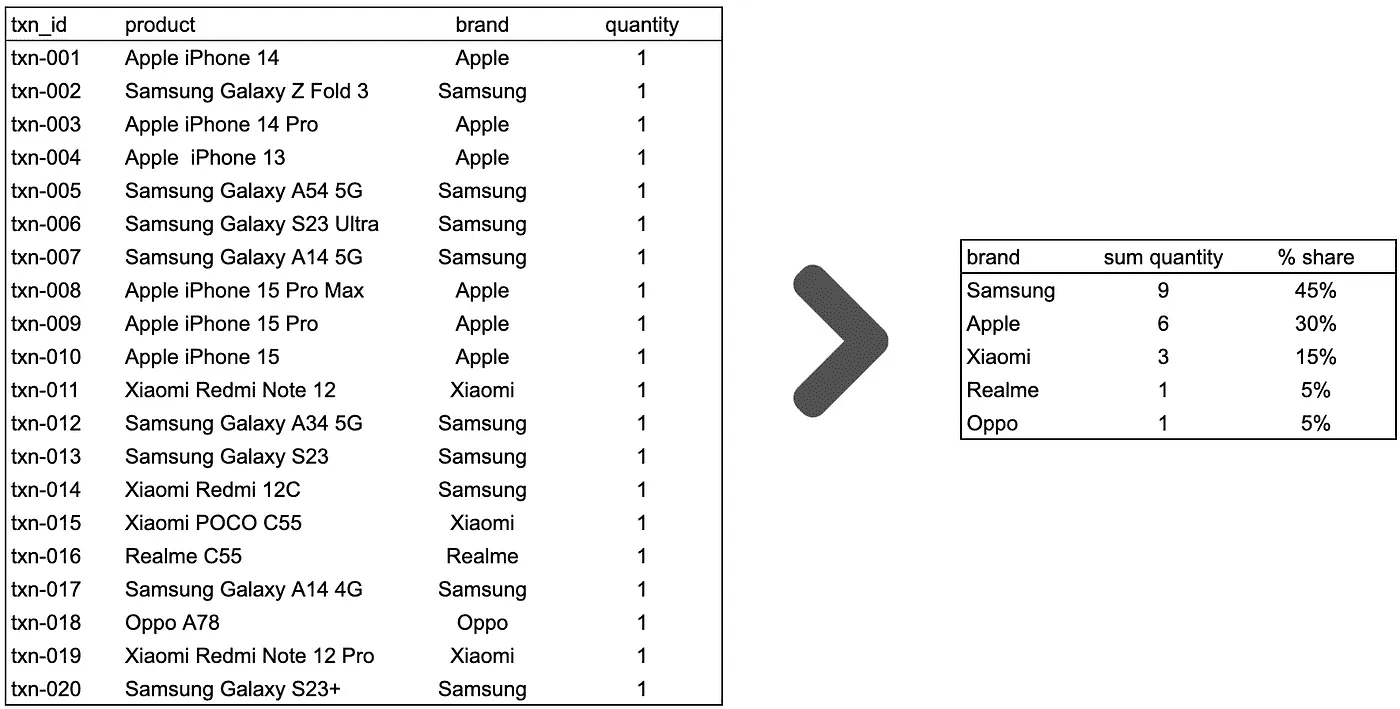 txn_id product brand quantity
txn-001 Apple iPhone 14 Apple 1
txn-002 Samsung Galaxy Z Fold 3 Samsung 1
txn-003 Apple iPhone 14 Pro Apple 1
txn-004 Apple  iPhone 13 Apple 1
txn-005 Samsung Galaxy A54 5G Samsung 1
txn-006 Samsung Galaxy S23 Ultra Samsung 1
txn-007 Samsung Galaxy A14 5G Samsung 1
txn-008 Apple iPhone 15 Pro Max Apple 1
txn-009 Apple iPhone 15 Pro Apple 1
txn-010 Apple iPhone 15 Apple 1
txn-011 Xiaomi Redmi Note 12 Xiaomi 1
txn-012 Samsung Galaxy A34 5G Samsung 1
txn-013 Samsung Galaxy S23 Samsung 1
txn-014 Xiaomi Redmi 12C Samsung 1
txn-015 Xiaomi POCO C55 Xiaomi 1
txn-016 Realme C55 Realme 1
txn-017 Samsung Galaxy A14 4G Samsung 1
txn-018 Oppo A78 Oppo 1
txn-019 Xiaomi Redmi Note 12 Pro Xiaomi 1
txn-020 Samsung Galaxy S23+ Samsung 1
brand sum quantity % share
Samsung 9 45%
Apple 6 30%
Xiaomi 3 15%
Realme 1 5%
Oppo 1 5%